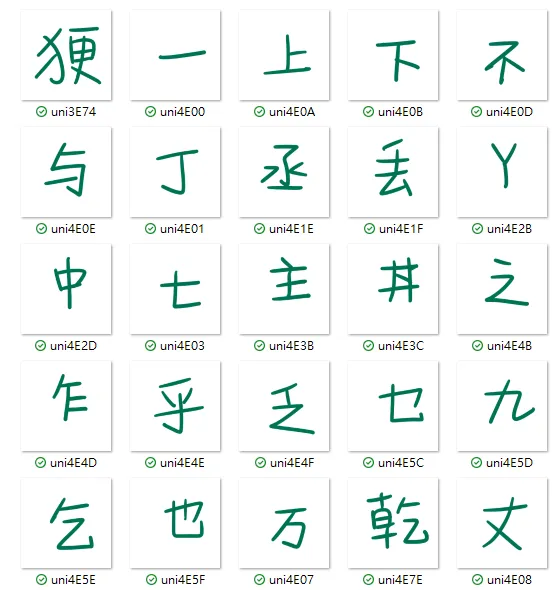 㹴 一 上 下 不
uni3E74 uni4E00 uni4E0A uni4E0B uni4E0D
与 丁 丞 丟 丫
uni4E0E uni4E01 uni4E1E uni4E1F uni4E2B
中 七 主 丼 之
uni4E2D uni4E03 uni4E3B uni4E3C uni4E4B
乍 乎 乏 乜 九
uni4E4D uni4E4E uni4E4F uni4E5C uni4E5D
乞 也 万 乾 丈
uni4E5E uni4E5F uni4E07 uni4E7E uni4E08